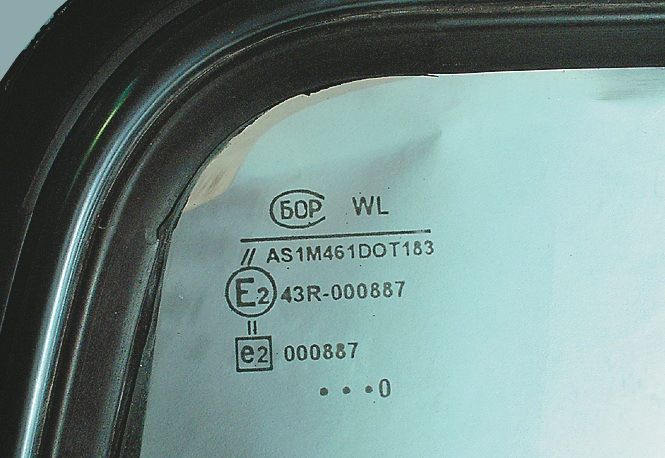 БОР WL
// AS1M461DOT183
E2 43R-000887
II
e2 000887
•••0